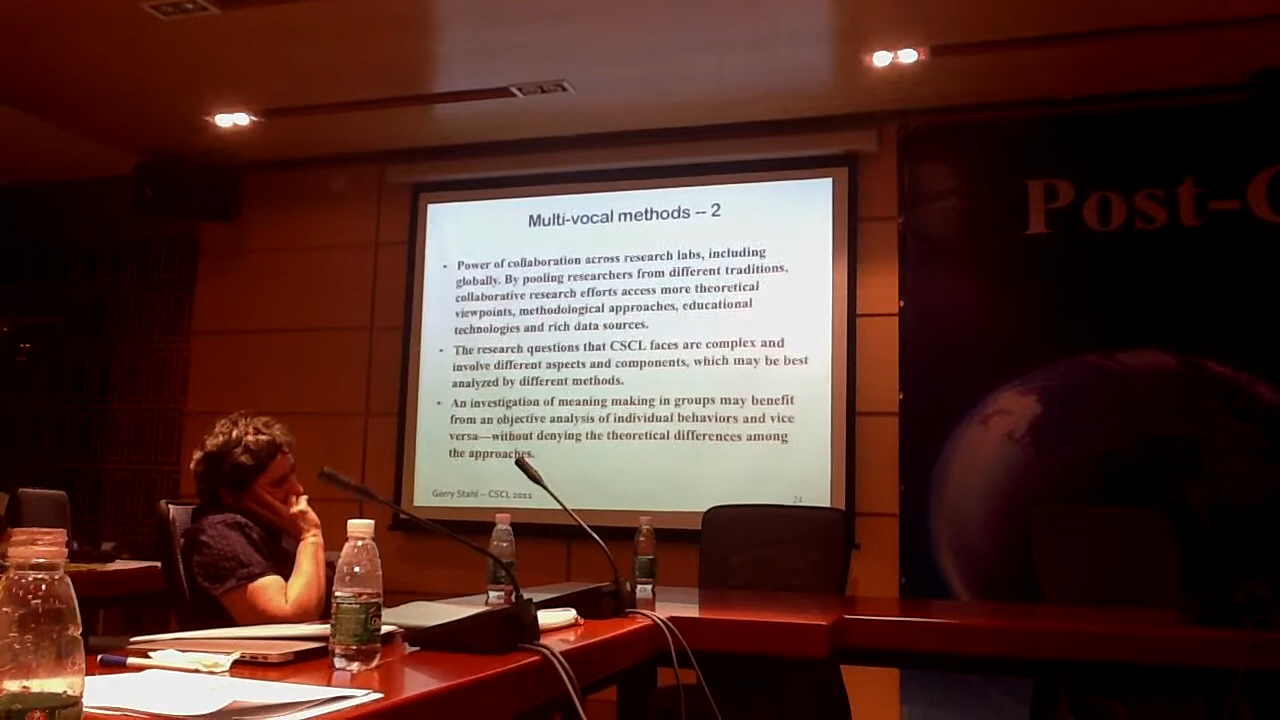 Multi-vocal methods – 2
• Power of collaboration across research labs, including
globally. By pooling researchers from different traditions,
collaborative research efforts access more theoretical
viewpoints, methodological approaches, educational
technologies and rich data sources.
• The research questions that CSCL faces are complex and
involve different aspects and components, which may be best
analyzed by different methods.
• An investigation of meaning making in groups may benefit
from an objective analysis of individual behaviors and vice
versa—without denying the theoretical differences among
the approaches.
Gerry Stahl – CSCL 2011
24
Post-